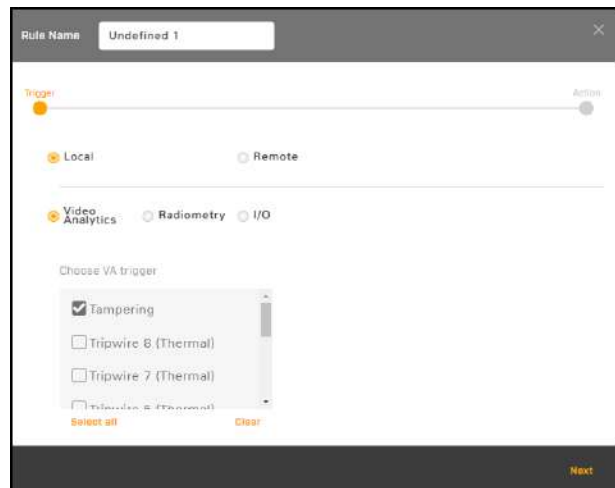 Rule Name Undefined 1
Trigger Action
Local Remote
Video Analytics Radiometry I/O
Choose VA trigger
Tampering
Tripwire 8 (Thermal)
Tripwire 7 (Thermal)
Select all Clear
Next